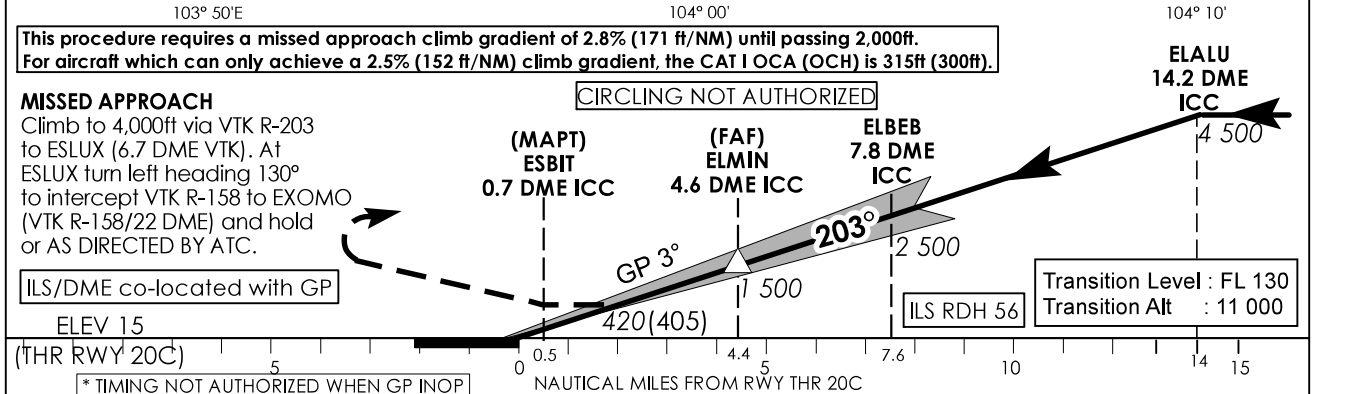 103° 50'E
104° 00'
104° 10'
This procedure requires a missed approach climb gradient of 2.8% (171 ft/NM) until passing 2,000ft.
For aircraft which can only achieve a 2.5% (152 ft/NM) climb gradient, the CAT I OCA (OCH) is 315ft (300ft).
MISSED APPROACH
Climb to 4,000ft via VTK R-203
to ESLUX (6.7 DME VTK). At
ESLUX turn left heading 130°
to intercept VTK R-158 to EXOMO
(VTK R-158/22 DME) and hold
or AS DIRECTED BY ATC.
CIRCLING NOT AUTHORIZED
(MAPT)
ESBIT
0.7 DME ICC
(FAF)
ELMIN
4.6 DME ICC
ELBEB
7.8 DME
ICC
ELALU
14.2 DME
ICC
4 500
203°
2 500
GP 3°
1 500
420(405)
ILS/DME co-located with GP
ILS RDH 56
Transition Level : FL 130
Transition Alt : 11 000
ELEV 15
(THR RWY 20C)
5
0
0.5
4.4
5
7.6
10
14
15
* TIMING NOT AUTHORIZED WHEN GP INOP
NAUTICAL MILES FROM RWY THR 20C